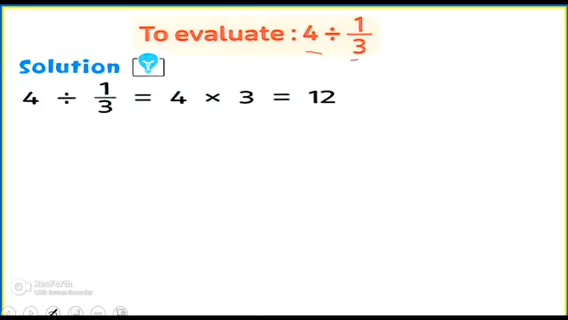 To evaluate : 4 ÷ 1/3
Solution
4 ÷ 1/3 = 4 × 3 = 12